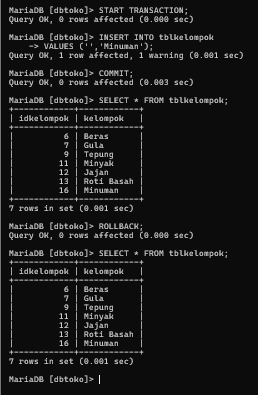 MariaDB [dbtoko]> START TRANSACTION;
Query OK, 0 rows affected (0.000 sec)

MariaDB [dbtoko]> INSERT INTO tblkelompok
    -> VALUES ('','Minuman');
Query OK, 1 row affected, 1 warning (0.001 sec)

MariaDB [dbtoko]> COMMIT;
Query OK, 0 rows affected (0.003 sec)

MariaDB [dbtoko]> SELECT * FROM tblkelompok;
+------------+------------+
| idkelompok | kelompok   |
+------------+------------+
|          6 | Beras      |
|          7 | Gula       |
|          9 | Tepung     |
|         11 | Minyak     |
|         12 | Jajan      |
|         13 | Roti Basah |
|         16 | Minuman    |
+------------+------------+
7 rows in set (0.001 sec)

MariaDB [dbtoko]> ROLLBACK;
Query OK, 0 rows affected (0.000 sec)

MariaDB [dbtoko]> SELECT * FROM tblkelompok;
+------------+------------+
| idkelompok | kelompok   |
+------------+------------+
|          6 | Beras      |
|          7 | Gula       |
|          9 | Tepung     |
|         11 | Minyak     |
|         12 | Jajan      |
|         13 | Roti Basah |
|         16 | Minuman    |
+------------+------------+
7 rows in set (0.001 sec)

MariaDB [dbtoko]>